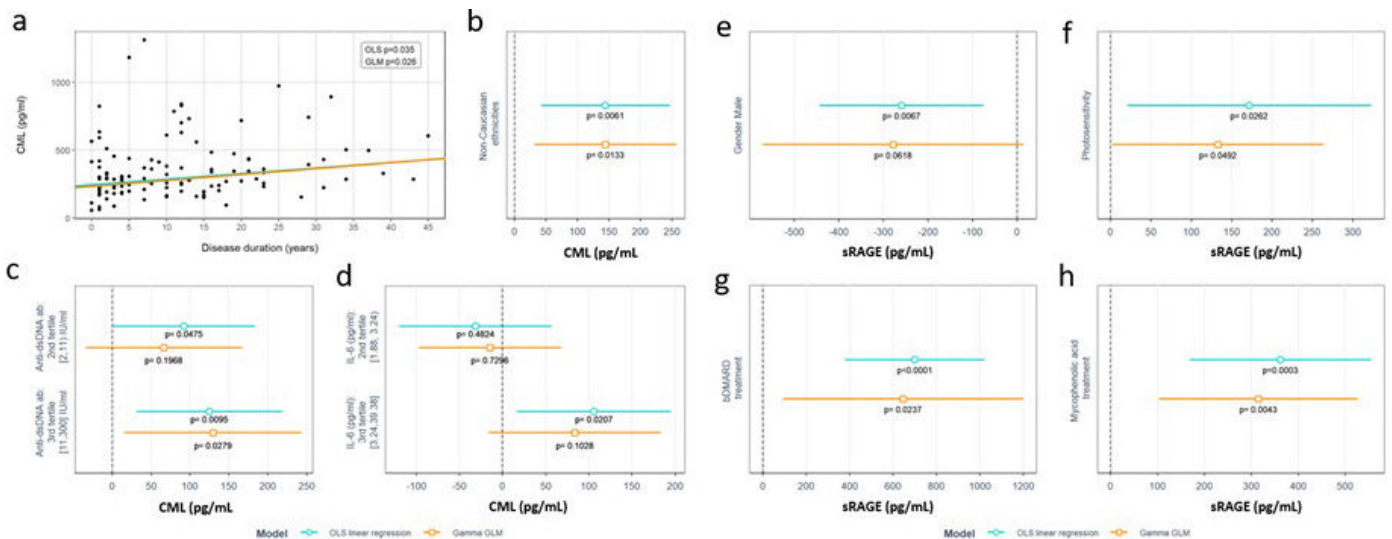 a
OLS p=0.035
GLM p=0.026
CML (pg/ml)
1000
500
0
0 5 10 15 20 25 30 35 40 45
Disease duration (years)
b
Non-Caucasian
ethnicities
p= 0.0061
p= 0.0133
0 50 100 150 200 250
CML (pg/mL
e
Gender Male
p= 0.0067
p= 0.0618
-500 -400 -300 -200 -100 0
sRAGE (pg/mL)
f
Photosensitivity
p= 0.0262
p= 0.0492
0 50 100 150 200 250 300
sRAGE (pg/mL)
c
Anti-dsDNA ab:
2nd tertile
[2,11) IU/ml
p= 0.0475
p= 0.1968
Anti-dsDNA ab:
3rd tertile
[11,300] IU/ml
p= 0.0095
p= 0.0279
0 50 100 150 200 250
CML (pg/mL
d
IL-6 (pg/ml):
2nd tertile
[1.88, 3.24)
p= 0.4824
p= 0.7296
IL-6 (pg/ml):
3rd tertile
[3.24,39.38]
p= 0.0207
p= 0.1028
-100 -50 0 50 100 150 200
CML (pg/mL
g
bDMARD
treatment
p<0.0001
p= 0.0237
0 200 400 600 800 1000 1200
sRAGE (pg/mL)
h
Mycophenolic acid
treatment
p=0.0003
p= 0.0043
0 100 200 300 400 500
sRAGE (pg/mL)
Model OLS linear regression Gamma GLM
Model OLS linear regression Gamma GLM